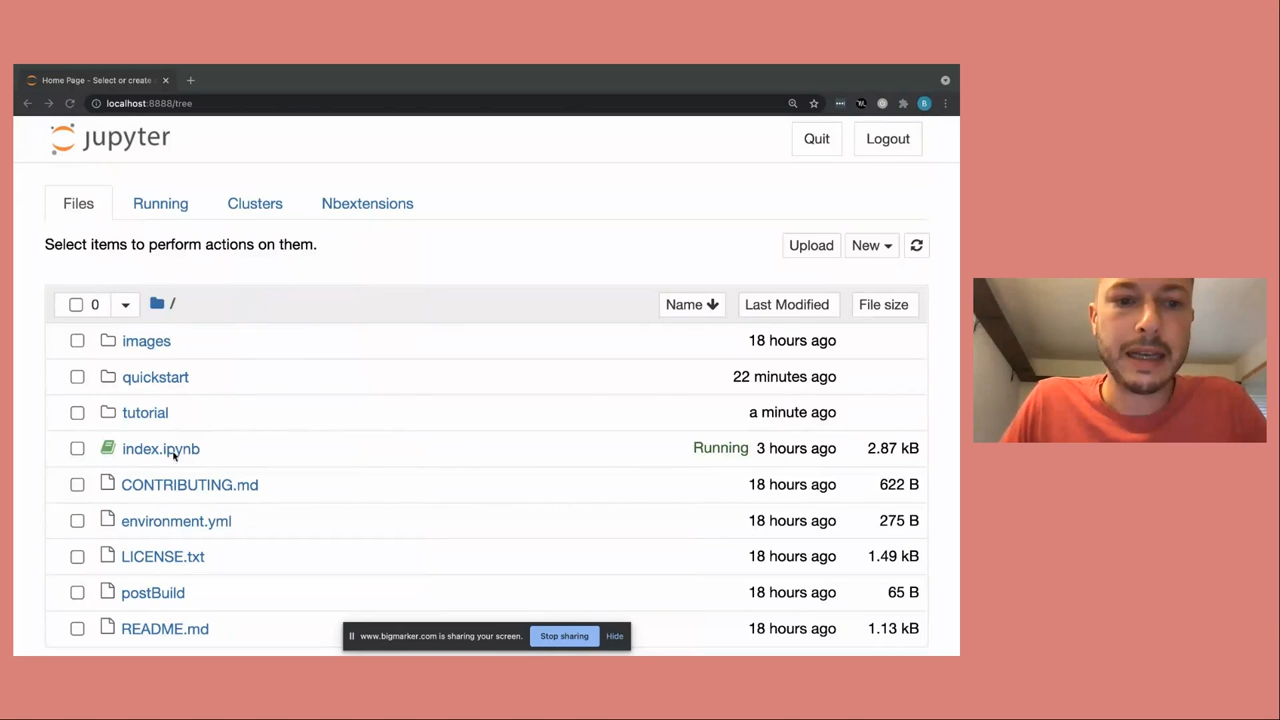 Home Page - Select or create
localhost:8888/tree
B
jupyter
Quit
Logout
Files
Running
Clusters
Nbextensions
Select items to perform actions on them.
Upload
New
0
/
Name
Last Modified
File size
images
18 hours ago
quickstart
22 minutes ago
tutorial
a minute ago
index.ipynb
Running 3 hours ago
2.87 kB
CONTRIBUTING.md
18 hours ago
622 B
environment.yml
18 hours ago
275 B
LICENSE.txt
18 hours ago
1.49 kB
postBuild
18 hours ago
65 B
README.md
18 hours ago
1.13 kB
www.bigmarker.com is sharing your screen.
Stop sharing
Hide